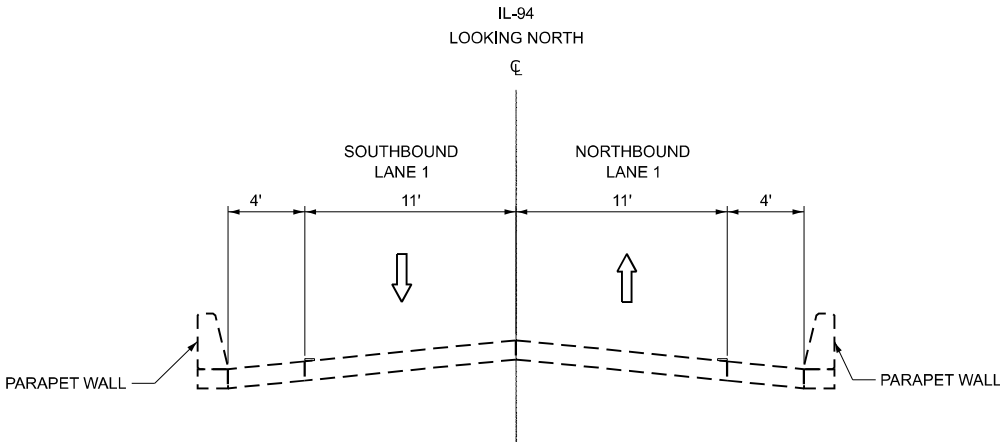 IL-94
LOOKING NORTH
℄
SOUTHBOUND
LANE 1
NORTHBOUND
LANE 1
4'
11'
11'
4'
PARAPET WALL
PARAPET WALL